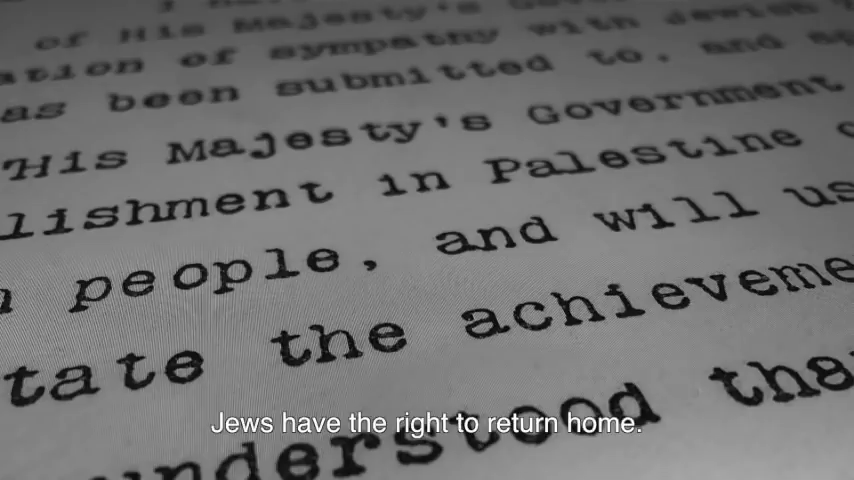 of His Majesty's
ation of sympathy with Jewish
as been submitted to, and
His Majesty's Government
lishment in Palestine
people, and will us
tate the achieveme
understood tha
Jews have the right to return home.